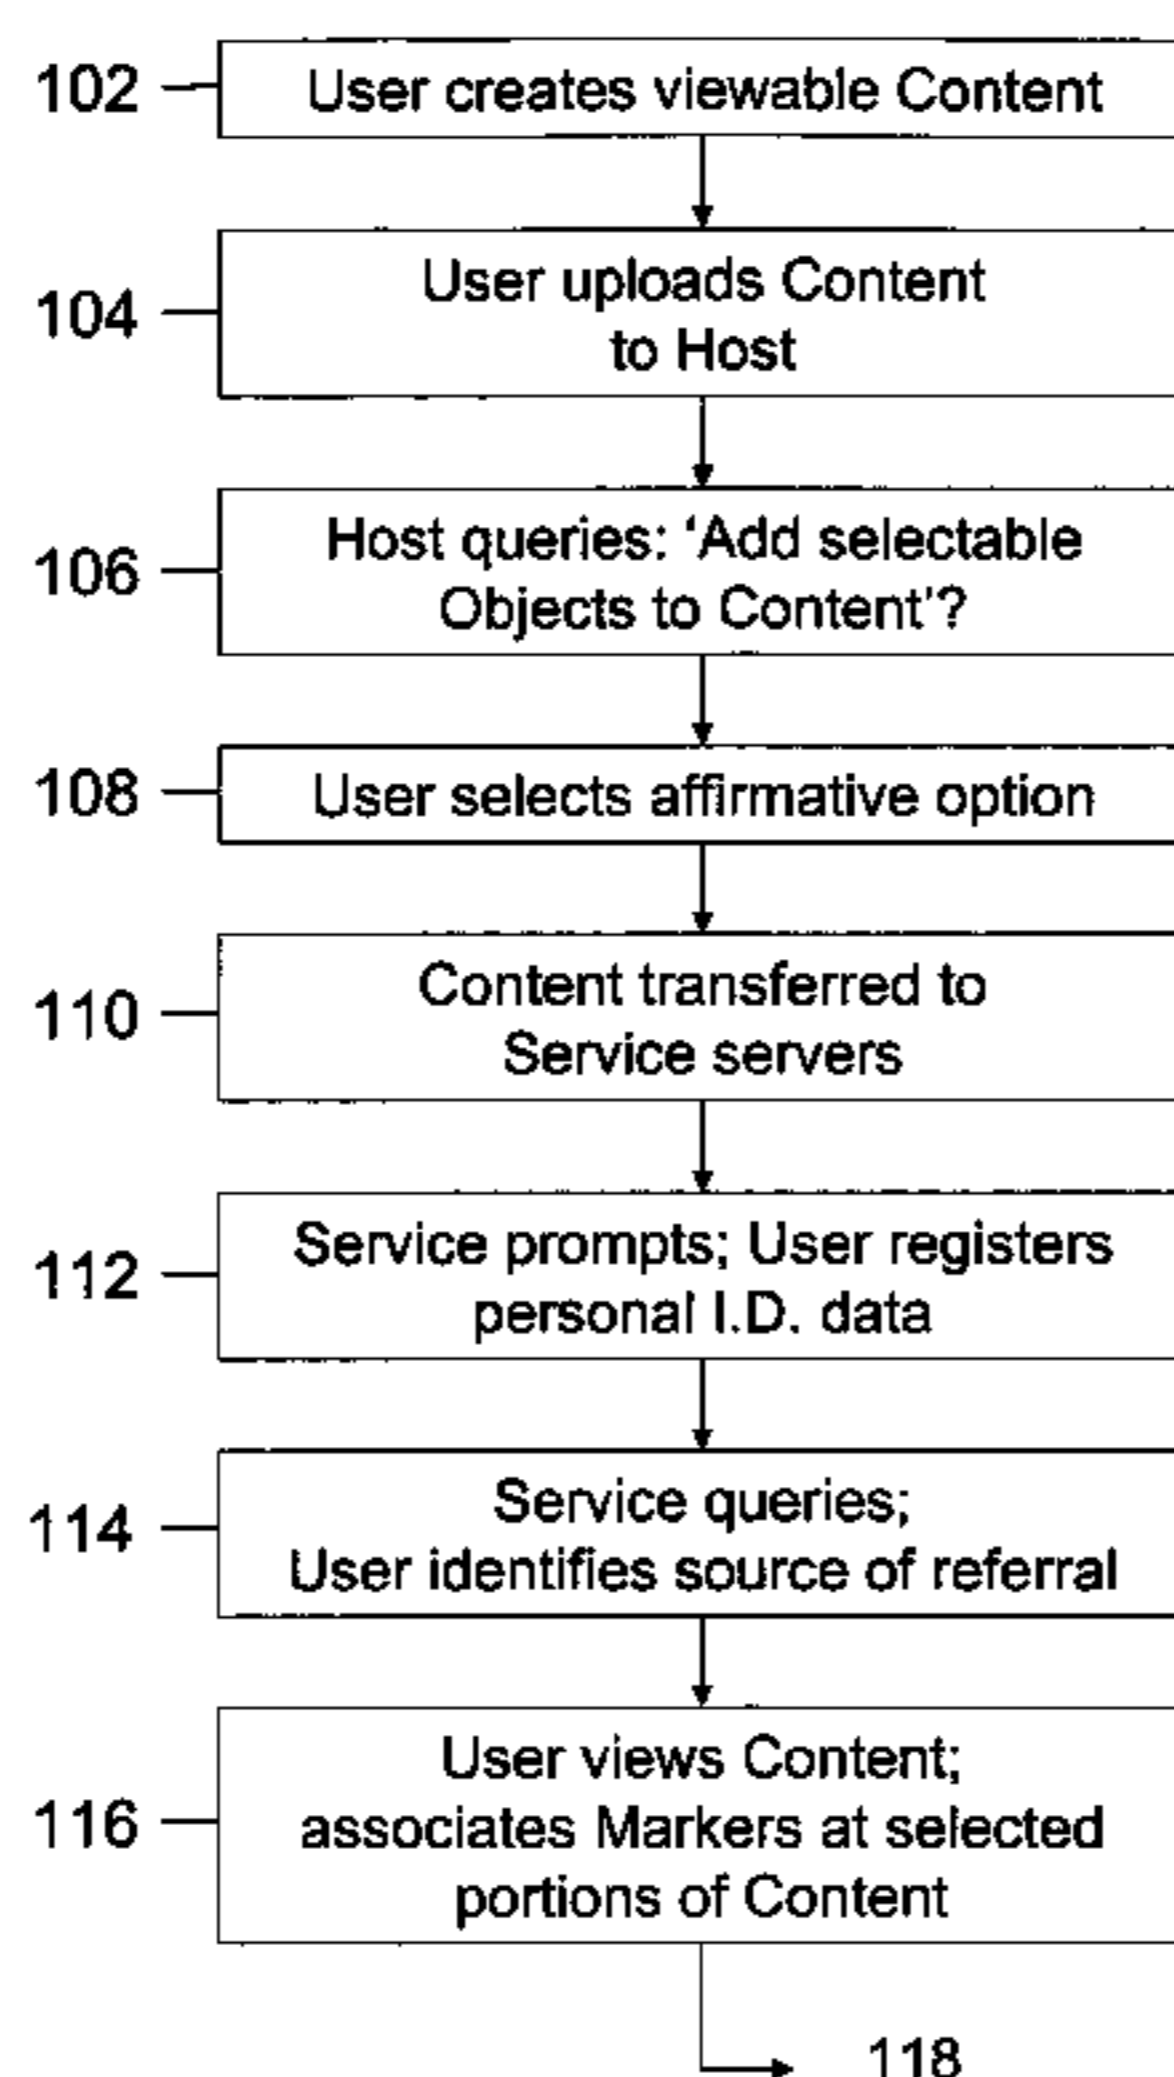 102
User creates viewable Content
104
User uploads Content
to Host
106
Host queries: ‘Add selectable
Objects to Content’?
108
User selects affirmative option
110
Content transferred to
Service servers
112
Service prompts; User registers
personal I.D. data
114
Service queries;
User identifies source of referral
116
User views Content;
associates Markers at selected
portions of Content
118